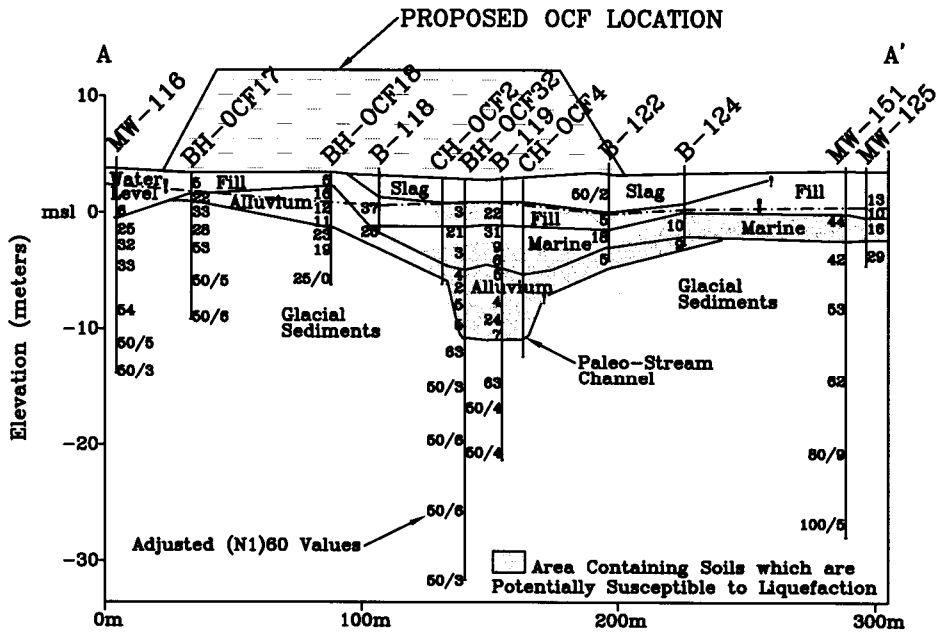 PROPOSED OCF LOCATION
A
A'
MW-116
BH-OCF17
BH-OCF18
B-118
CH-OCF2
BH-OCF32
B-119
CH-OCF4
B-122
B-124
MW-151
MW-125
10
msl 0
-10
-20
-30
Elevation (meters)
Water
Level
Fill
Alluvium
Slag
Fill
Marine
Alluvium
Slag
Fill
Marine
Glacial
Sediments
Glacial
Sediments
Paleo-Stream
Channel
6
25
32
33
54
50/5
50/3
5
22
33
28
53
50/5
50/6
12
11
23
19
25/0
37
3
21
3
4
2
5
5
63
50/3
50/6
50/6
50/3
22
31
9
6
5
4
24
7
63
50/4
50/4
50/2
5
18
5
10
9
44
42
53
62
80/9
100/5
13
10
16
29
Adjusted (N1)60 Values
Area Containing Soils which are
Potentially Susceptible to Liquefaction
0m
100m
200m
305m